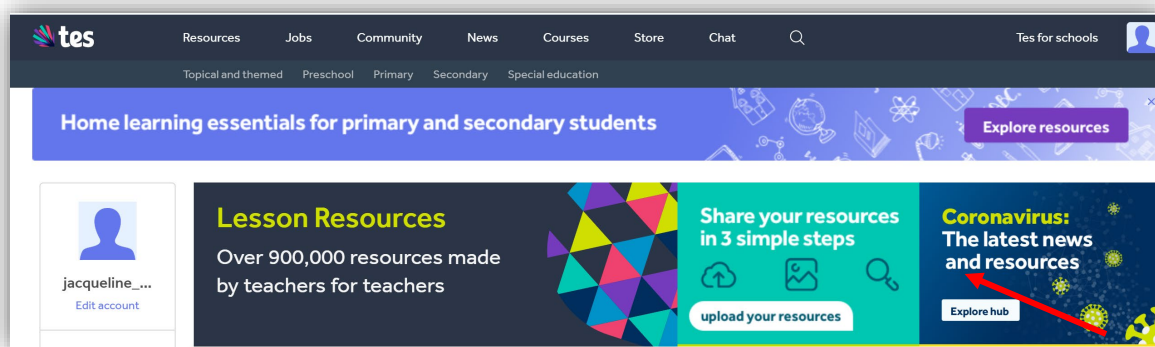 tes
Resources Jobs Community News Courses Store Chat Tes for schools
Topical and themed Preschool Primary Secondary Special education
Home learning essentials for primary and secondary students
Explore resources
jacqueline_...
Edit account
Lesson Resources
Over 900,000 resources made
by teachers for teachers
Share your resources
in 3 simple steps
upload your resources
Coronavirus:
The latest news
and resources
Explore hub